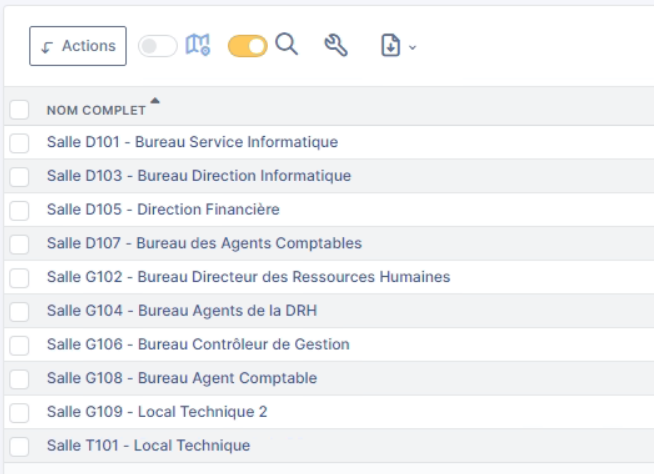 Actions
NOM COMPLET
Salle D101 - Bureau Service Informatique
Salle D103 - Bureau Direction Informatique
Salle D105 - Direction Financière
Salle D107 - Bureau des Agents Comptables
Salle G102 - Bureau Directeur des Ressources Humaines
Salle G104 - Bureau Agents de la DRH
Salle G106 - Bureau Contrôleur de Gestion
Salle G108 - Bureau Agent Comptable
Salle G109 - Local Technique 2
Salle T101 - Local Technique